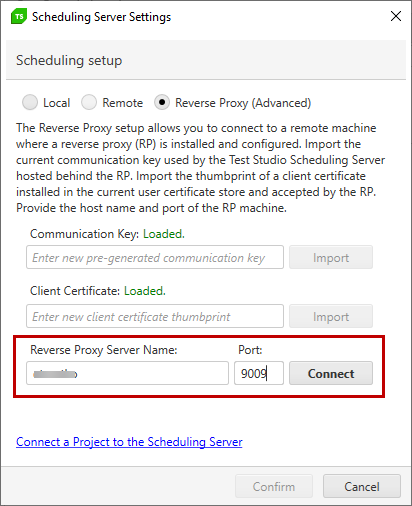 TS Scheduling Server Settings
Scheduling setup
Local Remote Reverse Proxy (Advanced)
The Reverse Proxy setup allows you to connect to a remote machine
where a reverse proxy (RP) is installed and configured. Import the
current communication key used by the Test Studio Scheduling Server
hosted behind the RP. Import the thumbprint of a client certificate
installed in the current user certificate store and accepted by the RP.
Provide the host name and port of the RP machine.
Communication Key: Loaded.
Enter new pre-generated communication key Import
Client Certificate: Loaded.
Enter new client certificate thumbprint Import
Reverse Proxy Server Name: Port:
9009 Connect
Connect a Project to the Scheduling Server
Confirm Cancel